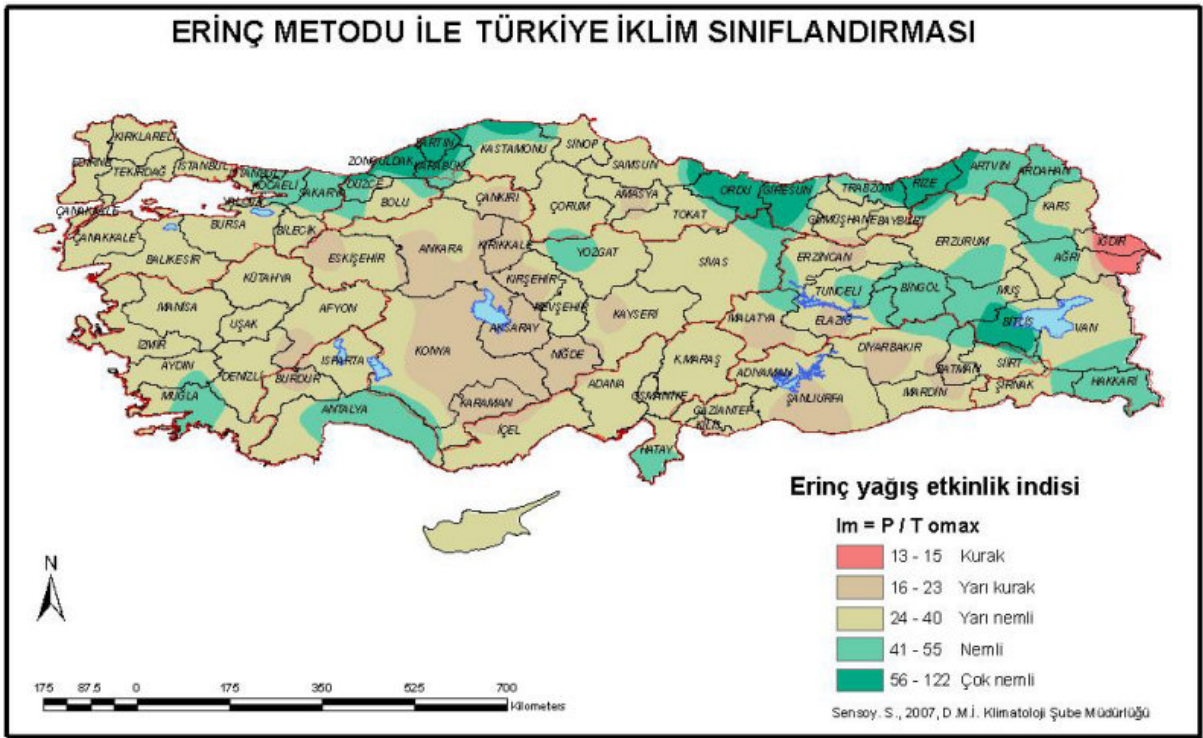 ERİNÇ METODU İLE TÜRKİYE İKLİM SINIFLANDIRMASI
KIRKLARELİ
EDİRNE
TEKİRDAĞ
İSTANBUL
İSTANBUL
KOCAELİ
YALOVA
SAKARYA
DÜZCE
ZONGULDAK
BARTIN
KARABÜK
KASTAMONU
SİNOP
SAMSUN
ORDU
GİRESUN
TRABZON
RİZE
ARTVİN
ARDAHAN
ÇANAKKALE
ÇANAKKALE
BURSA
BİLECİK
BOLU
ÇANKIRI
ÇORUM
AMASYA
TOKAT
GÜMÜŞHANE
BAYBURT
KARS
BALIKESİR
KÜTAHYA
ESKİŞEHİR
ANKARA
KIRIKKALE
YOZGAT
SİVAS
ERZİNCAN
ERZURUM
IĞDIR
AĞRI
MANİSA
UŞAK
AFYON
KIRŞEHİR
NEVŞEHİR
KAYSERİ
MALATYA
TUNCELİ
ELAZIĞ
BİNGÖL
MUŞ
BİTLİS
VAN
İZMİR
AYDIN
DENİZLİ
ISPARTA
BURDUR
KONYA
AKSARAY
NİĞDE
K.MARAŞ
ADIYAMAN
DİYARBAKIR
BATMAN
SİİRT
ŞIRNAK
HAKKARİ
MUĞLA
ANTALYA
KARAMAN
İÇEL
ADANA
OSMANİYE
GAZİANTEP
KİLİS
ŞANLIURFA
MARDİN
HATAY
Erinç yağış etkinlik indisi
Im = P / T omax
13 - 15 Kurak
16 - 23 Yarı kurak
24 - 40 Yarı nemli
41 - 55 Nemli
56 - 122 Çok nemli
N
175 87.5 0 175 350 525 700
Kilometers
Sensoy. S., 2007, D.M.İ. Klimatoloji Şube Müdürlüğü